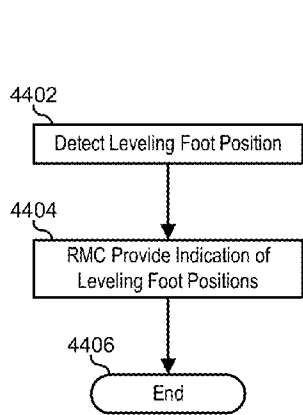 4402
Detect Leveling Foot Position
4404
RMC Provide Indication of
Leveling Foot Positions
4406
End